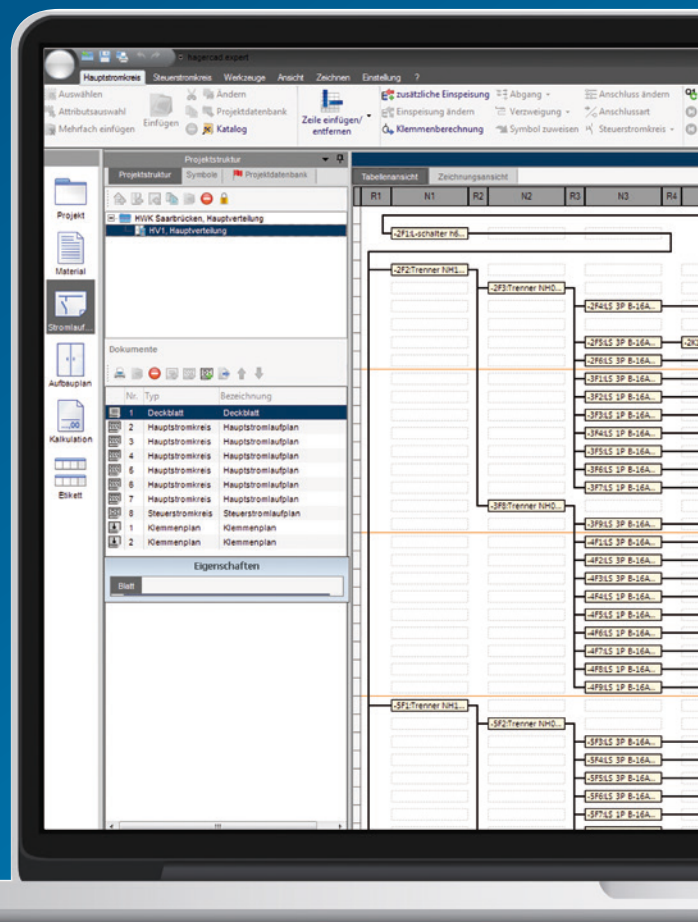 hagercad.expert
Hauptstromkreis Steuerstromkreis Werkzeuge Ansicht Zeichnen Einstellung ?
Auswählen
Attributsauswahl
Mehrfach einfügen
Einfügen
Ändern
Projektdatenbank
Katalog
Zeile einfügen/
entfernen
zusätzliche Einspeisung
Einspeisung ändern
Klemmenberechnung
Abgang
Verzweigung
Symbol zuweisen
Anschluss ändern
Anschlussart
Steuerstromkreis
Projekt
Material
Stromlauf...
Aufbauplan
Kalkulation
Etikett
Projektstruktur
Projektstruktur Symbole Projektdatenbank
HWK Saarbrücken, Hauptverteilung
HV1, Hauptverteilung
Dokumente
Nr. Typ Bezeichnung
1 Deckblatt Deckblatt
2 Hauptstromkreis Hauptstromlaufplan
3 Hauptstromkreis Hauptstromlaufplan
4 Hauptstromkreis Hauptstromlaufplan
5 Hauptstromkreis Hauptstromlaufplan
6 Hauptstromkreis Hauptstromlaufplan
7 Hauptstromkreis Hauptstromlaufplan
8 Steuerstromkreis Steuerstromlaufplan
1 Klemmenplan Klemmenplan
2 Klemmenplan Klemmenplan
Eigenschaften
Blatt
Tabellenansicht Zeichnungsansicht
R1 N1 R2 N2 R3 N3 R4
-2F1:L-schalter h6...
-2F2:Trenner NH1...
-2F3:Trenner NH0...
-2F4:LS 3P B-16A...
-2F5:LS 3P B-16A...
-2F6:LS 3P B-16A...
-3F1:LS 3P B-16A...
-3F2:LS 1P B-16A...
-3F3:LS 1P B-16A...
-3F4:LS 1P B-16A...
-3F5:LS 1P B-16A...
-3F6:LS 1P B-16A...
-3F7:LS 1P B-16A...
-3F8:Trenner NH0...
-3F9:LS 3P B-16A...
-4F1:LS 3P B-16A...
-4F2:LS 3P B-16A...
-4F3:LS 3P B-16A...
-4F4:LS 1P B-16A...
-4F5:LS 1P B-16A...
-4F6:LS 1P B-16A...
-4F7:LS 1P B-16A...
-4F8:LS 1P B-16A...
-4F9:LS 1P B-16A...
-5F1:Trenner NH1...
-5F2:Trenner NH0...
-5F3:LS 3P B-16A...
-5F4:LS 3P B-16A...
-5F5:LS 3P B-16A...
-5F6:LS 3P B-16A...
-5F7:LS 1P B-16A...